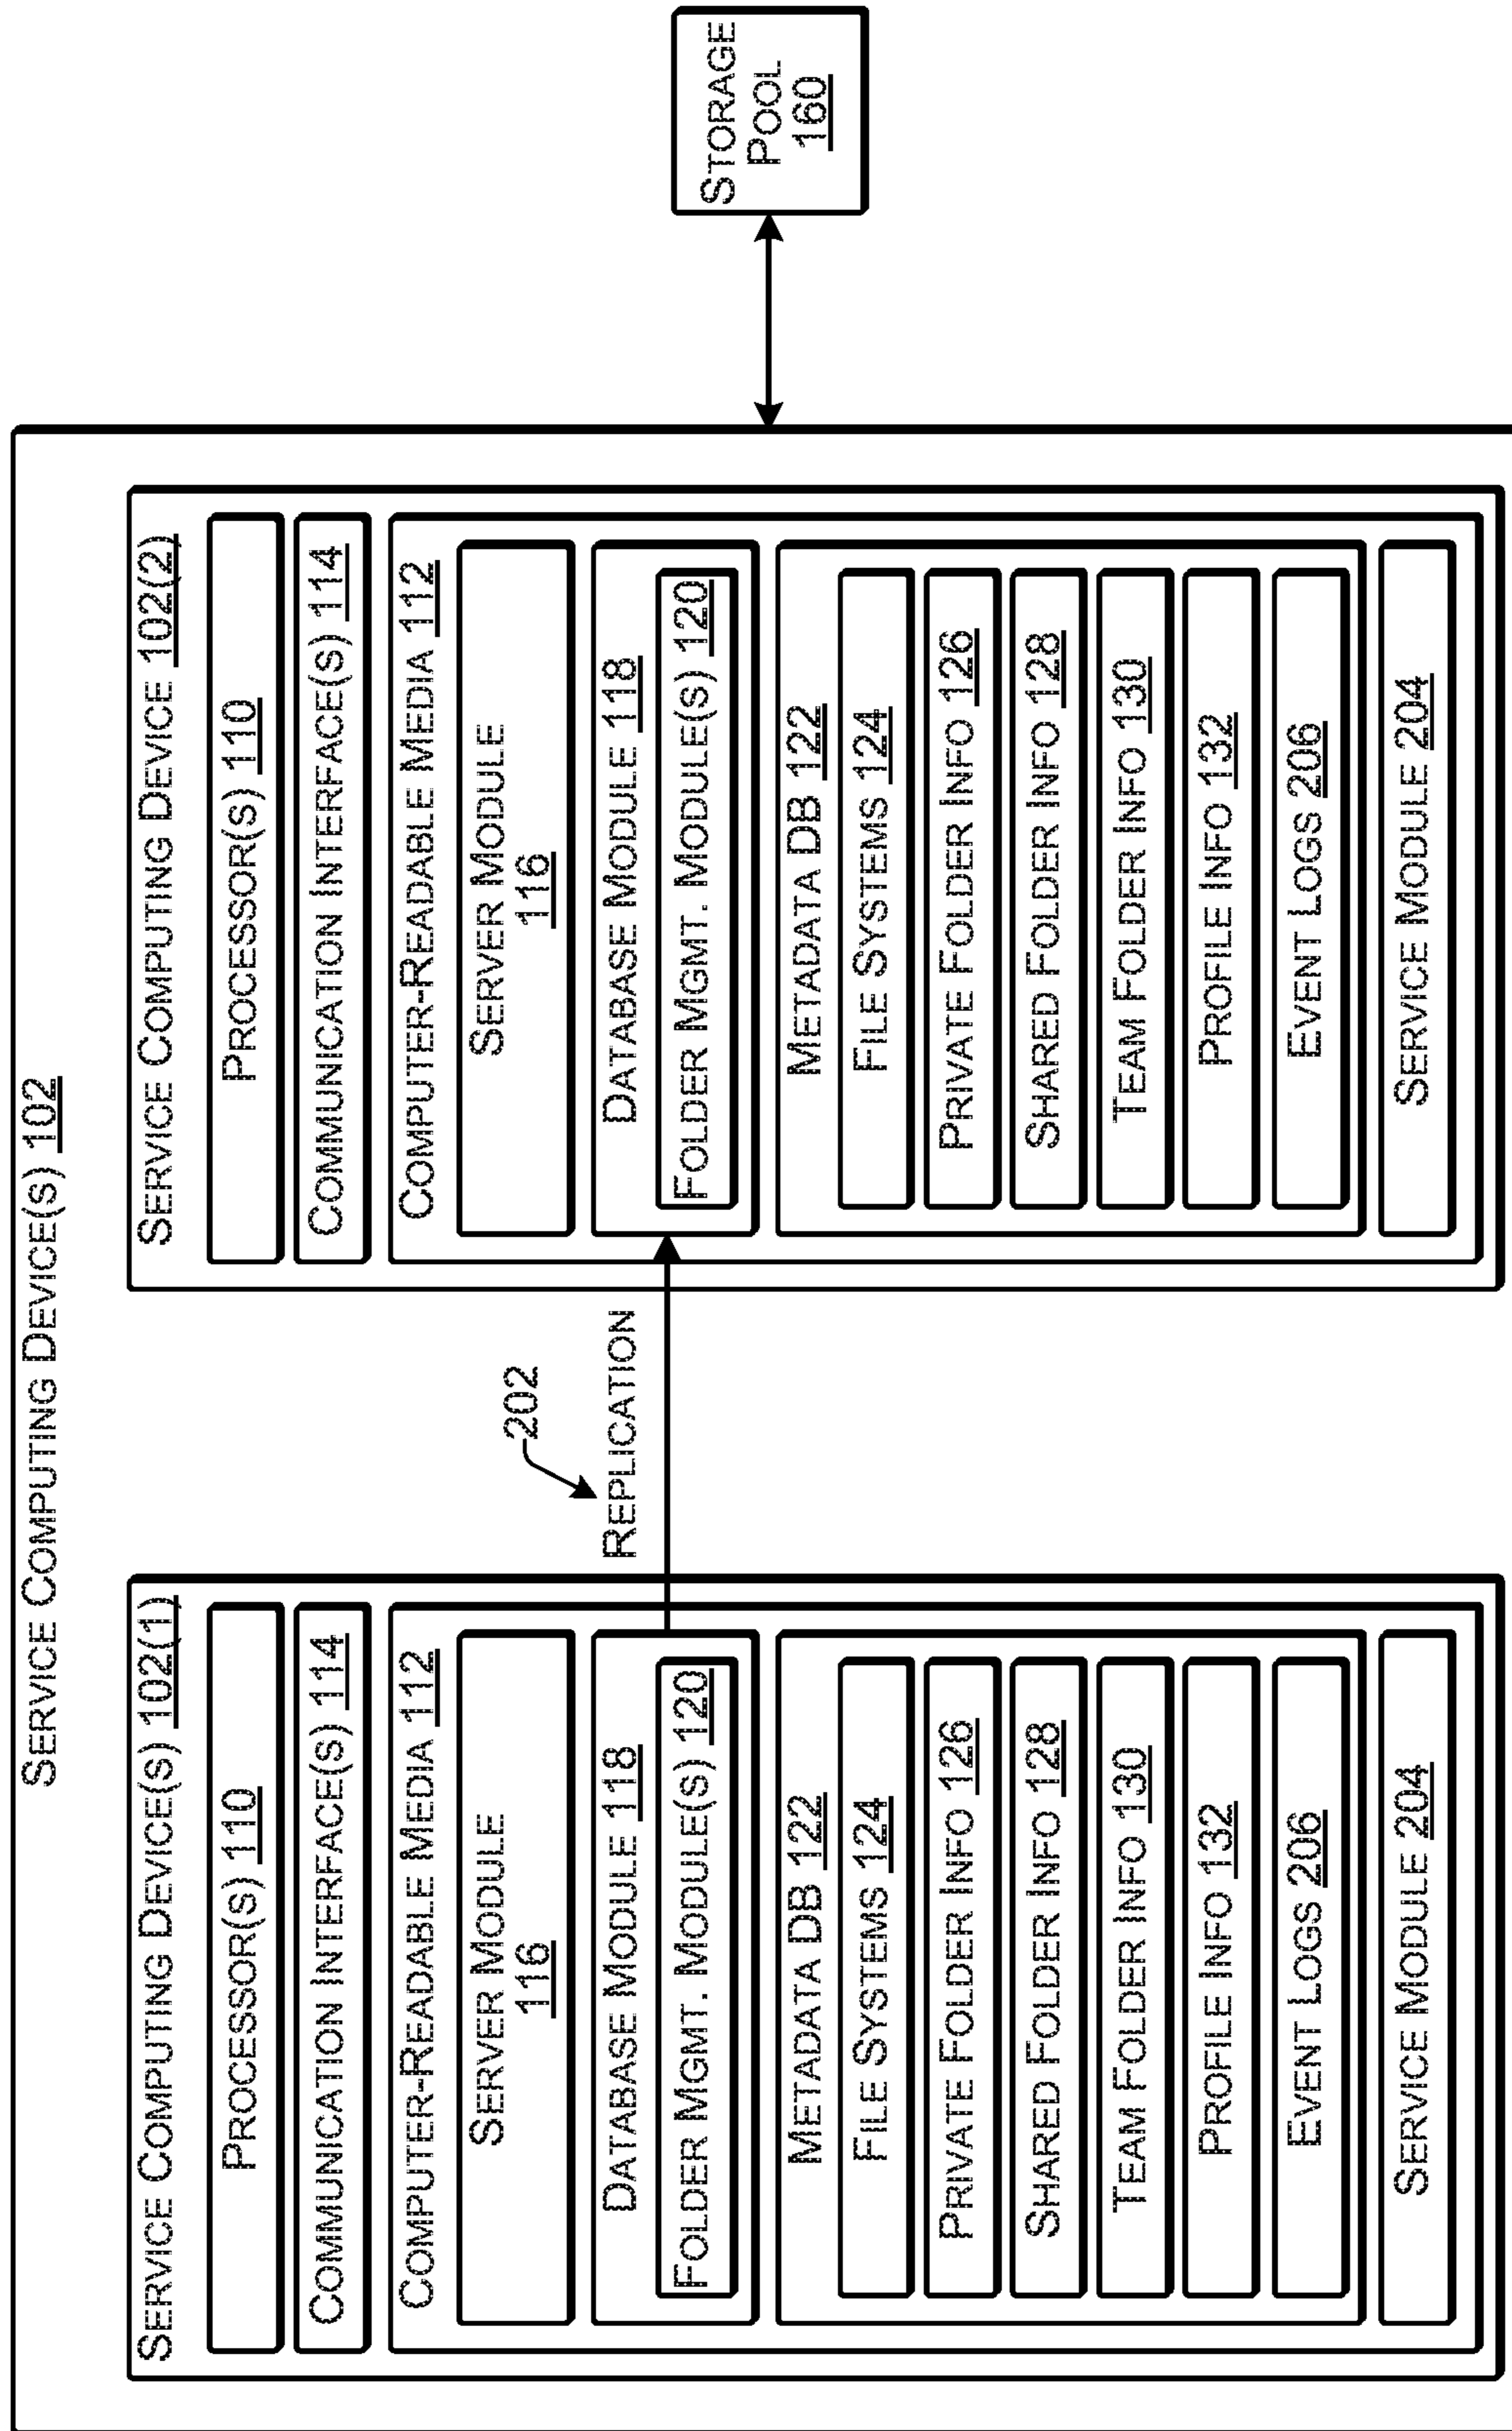 SERVICE COMPUTING DEVICE(S) 102
SERVICE COMPUTING DEVICE(S) 102(1)
PROCESSOR(S) 110
COMMUNICATION INTERFACE(S) 114
COMPUTER-READABLE MEDIA 112
SERVER MODULE
116
DATABASE MODULE 118
FOLDER MGMT. MODULE(S) 120
METADATA DB 122
FILE SYSTEMS 124
PRIVATE FOLDER INFO 126
SHARED FOLDER INFO 128
TEAM FOLDER INFO 130
PROFILE INFO 132
EVENT LOGS 206
SERVICE MODULE 204
202
REPLICATION
SERVICE COMPUTING DEVICE 102(2)
PROCESSOR(S) 110
COMMUNICATION INTERFACE(S) 114
COMPUTER-READABLE MEDIA 112
SERVER MODULE
116
DATABASE MODULE 118
FOLDER MGMT. MODULE(S) 120
METADATA DB 122
FILE SYSTEMS 124
PRIVATE FOLDER INFO 126
SHARED FOLDER INFO 128
TEAM FOLDER INFO 130
PROFILE INFO 132
EVENT LOGS 206
SERVICE MODULE 204
STORAGE
POOL
160